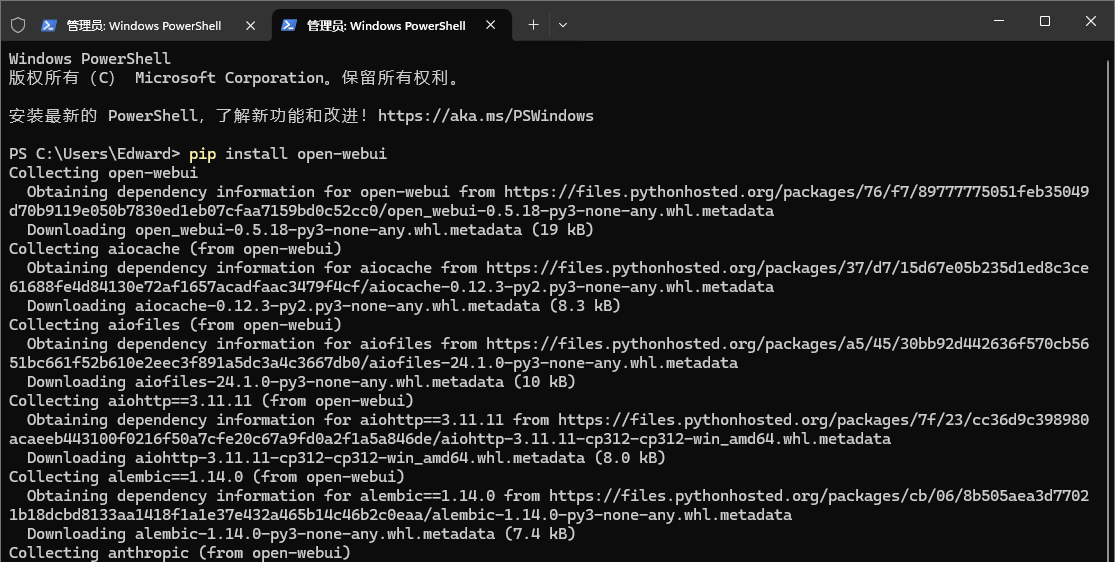 管理员: Windows PowerShell
管理员: Windows PowerShell
Windows PowerShell
版权所有（C） Microsoft Corporation。保留所有权利。
安装最新的 PowerShell，了解新功能和改进！https://aka.ms/PSWindows
PS C:\Users\Edward> pip install open-webui
Collecting open-webui
  Obtaining dependency information for open-webui from https://files.pythonhosted.org/packages/76/f7/89777775051feb35049
d70b9119e050b7830ed1eb07cfaa7159bd0c52cc0/open_webui-0.5.18-py3-none-any.whl.metadata
  Downloading open_webui-0.5.18-py3-none-any.whl.metadata (19 kB)
Collecting aiocache (from open-webui)
  Obtaining dependency information for aiocache from https://files.pythonhosted.org/packages/37/d7/15d67e05b235d1ed8c3ce
61688fe4d84130e72af1657acadfaac3479f4cf/aiocache-0.12.3-py2.py3-none-any.whl.metadata
  Downloading aiocache-0.12.3-py2.py3-none-any.whl.metadata (8.3 kB)
Collecting aiofiles (from open-webui)
  Obtaining dependency information for aiofiles from https://files.pythonhosted.org/packages/a5/45/30bb92d442636f570cb56
51bc661f52b610e2eec3f891a5dc3a4c3667db0/aiofiles-24.1.0-py3-none-any.whl.metadata
  Downloading aiofiles-24.1.0-py3-none-any.whl.metadata (10 kB)
Collecting aiohttp==3.11.11 (from open-webui)
  Obtaining dependency information for aiohttp==3.11.11 from https://files.pythonhosted.org/packages/7f/23/cc36d9c398980
acaeeb443100f0216f50a7cfe20c67a9fd0a2f1a5a846de/aiohttp-3.11.11-cp312-cp312-win_amd64.whl.metadata
  Downloading aiohttp-3.11.11-cp312-cp312-win_amd64.whl.metadata (8.0 kB)
Collecting alembic==1.14.0 (from open-webui)
  Obtaining dependency information for alembic==1.14.0 from https://files.pythonhosted.org/packages/cb/06/8b505aea3d7702
1b18dcbd8133aa1418f1a1e37e432a465b14c46b2c0eaa/alembic-1.14.0-py3-none-any.whl.metadata
  Downloading alembic-1.14.0-py3-none-any.whl.metadata (7.4 kB)
Collecting anthropic (from open-webui)